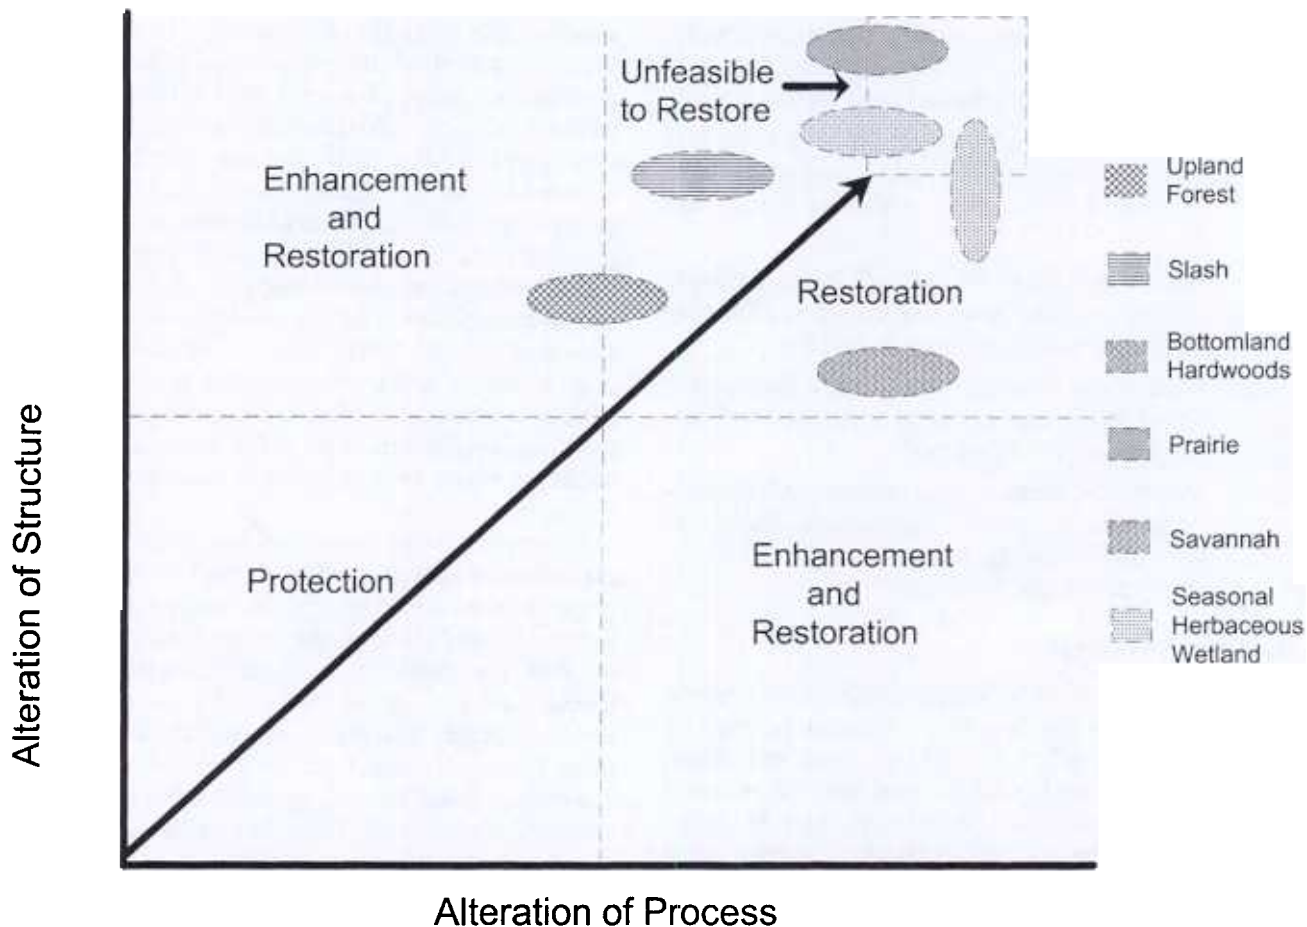 Unfeasible
to Restore
Enhancement
and
Restoration
Restoration
Protection
Enhancement
and
Restoration
Upland
Forest
Slash
Bottomland
Hardwoods
Prairie
Savannah
Seasonal
Herbaceous
Wetland
Alteration of Structure
Alteration of Process